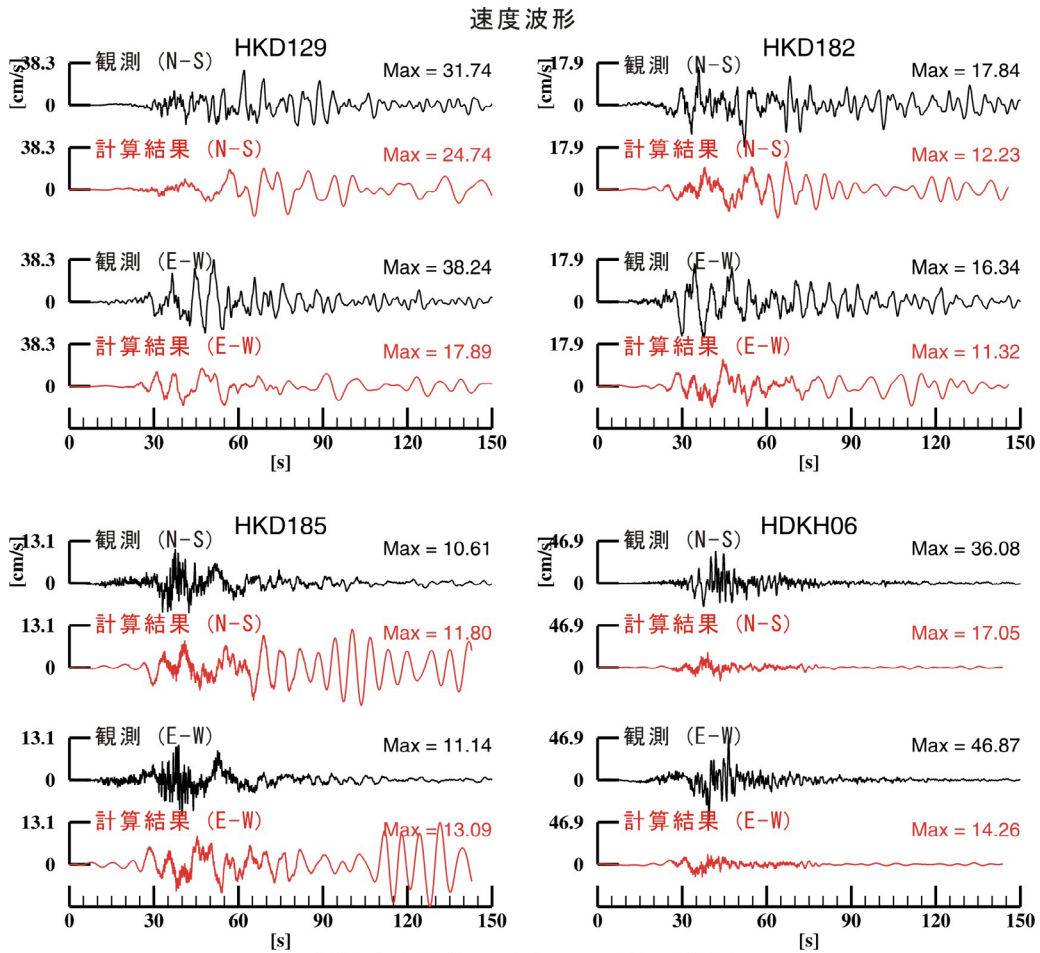 速度波形
HKD129
[cm/s]
38.3
0
観測 (N-S)
Max = 31.74
38.3
0
計算結果 (N-S)
Max = 24.74
38.3
0
観測 (E-W)
Max = 38.24
38.3
0
計算結果 (E-W)
Max = 17.89
0 30 60 90 120 150
[s]
HKD182
[cm/s]
17.9
0
観測 (N-S)
Max = 17.84
17.9
0
計算結果 (N-S)
Max = 12.23
17.9
0
観測 (E-W)
Max = 16.34
17.9
0
計算結果 (E-W)
Max = 11.32
0 30 60 90 120 150
[s]
HKD185
[cm/s]
13.1
0
観測 (N-S)
Max = 10.61
13.1
0
計算結果 (N-S)
Max = 11.80
13.1
0
観測 (E-W)
Max = 11.14
13.1
0
計算結果 (E-W)
Max = 13.09
0 30 60 90 120 150
[s]
HDKH06
[cm/s]
46.9
0
観測 (N-S)
Max = 36.08
46.9
0
計算結果 (N-S)
Max = 17.05
46.9
0
観測 (E-W)
Max = 46.87
46.9
0
計算結果 (E-W)
Max = 14.26
0 30 60 90 120 150
[s]